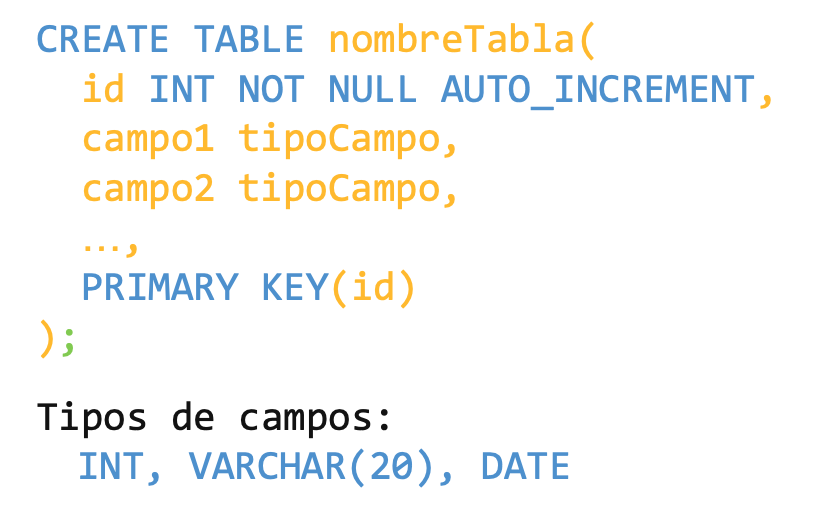 CREATE TABLE nombreTabla(
id INT NOT NULL AUTO_INCREMENT,
campo1 tipoCampo,
campo2 tipoCampo,
...,
PRIMARY KEY(id)
);
Tipos de campos:
INT, VARCHAR(20), DATE